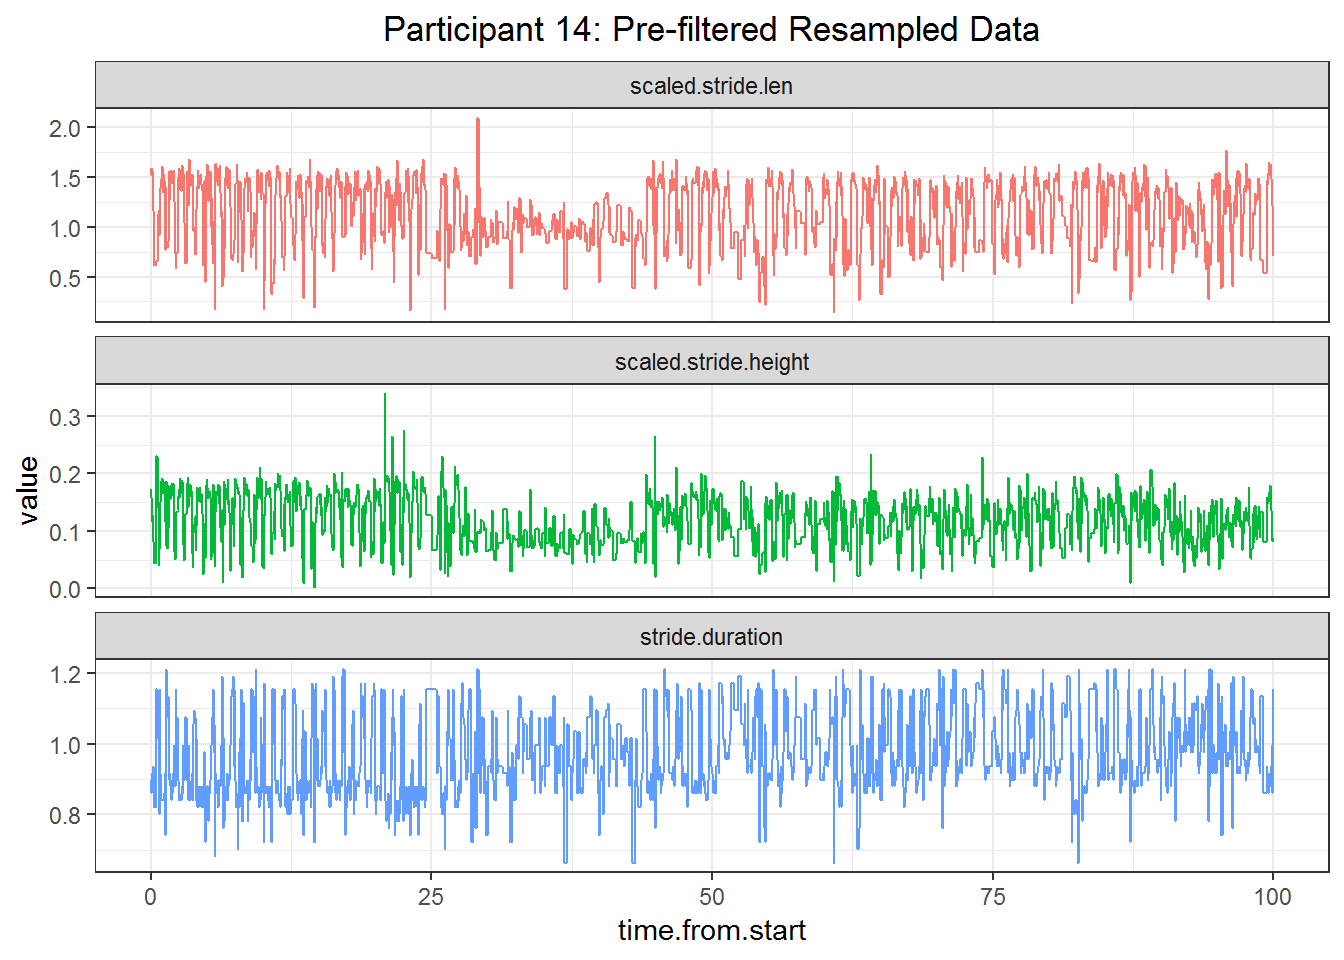 Participant 14: Pre-filtered Resampled Data
scaled.stride.len
2.0
1.5
1.0
0.5
scaled.stride.height
0.3
0.2
0.1
0.0
value
stride.duration
1.2
1.0
0.8
0 25 50 75 100
time.from.start